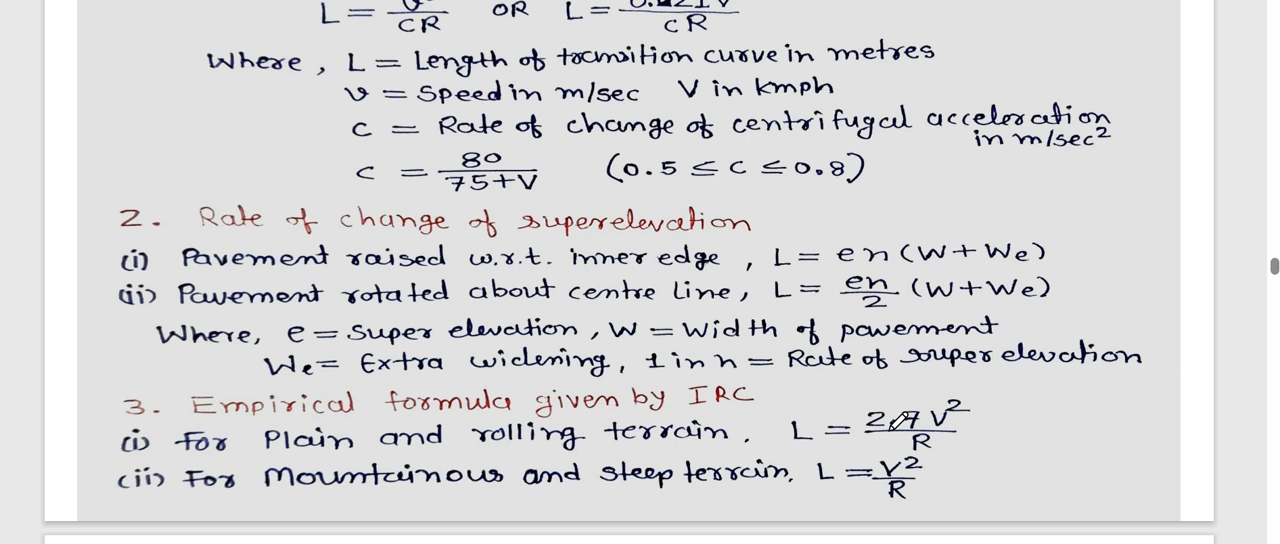 L = CR OR L = CR
Where, L = Length of transition curve in metres
v = Speed in m/sec V in kmph
c = Rate of change of centrifugal acceleration
in m/sec²
c = 80/75+V (0.5 ≤ c ≤ 0.8)
2. Rate of change of superelevation
(i) Pavement raised w.r.t. inner edge, L = en (W+We)
(ii) Pavement rotated about centre line, L = en/2 (W+We)
Where, e = Super elevation, W = Width of pavement
We = Extra widening, 1 in n = Rate of super elevation
3. Empirical formula given by IRC
(i) For Plain and rolling terrain. L = 2.7 V²/R
(ii) For Mountainous and steep terrain, L = V²/R